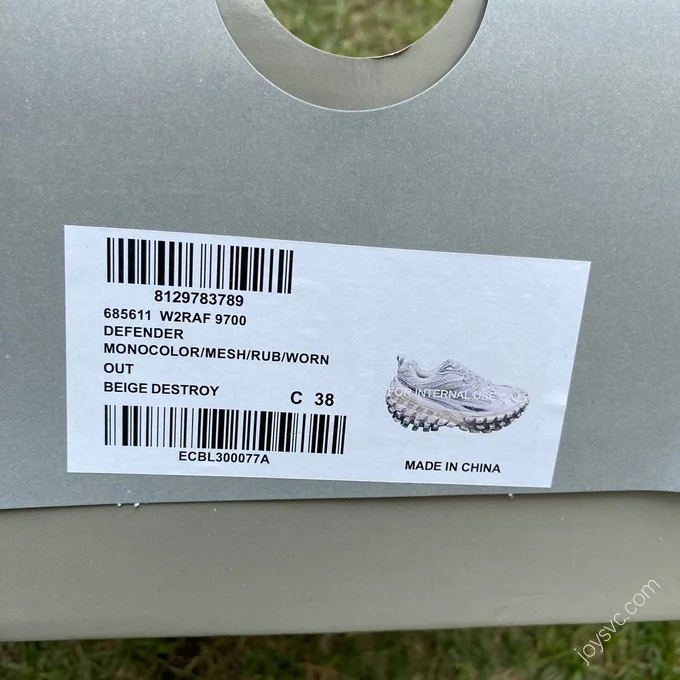 8129783789
685611 W2RAF 9700
DEFENDER
MONOCOLOR/MESH/RUB/WORN
OUT
BEIGE DESTROY
C 38
ECBL300077A
FOR INTERNAL USE ON
MADE IN CHINA
joysvc.com